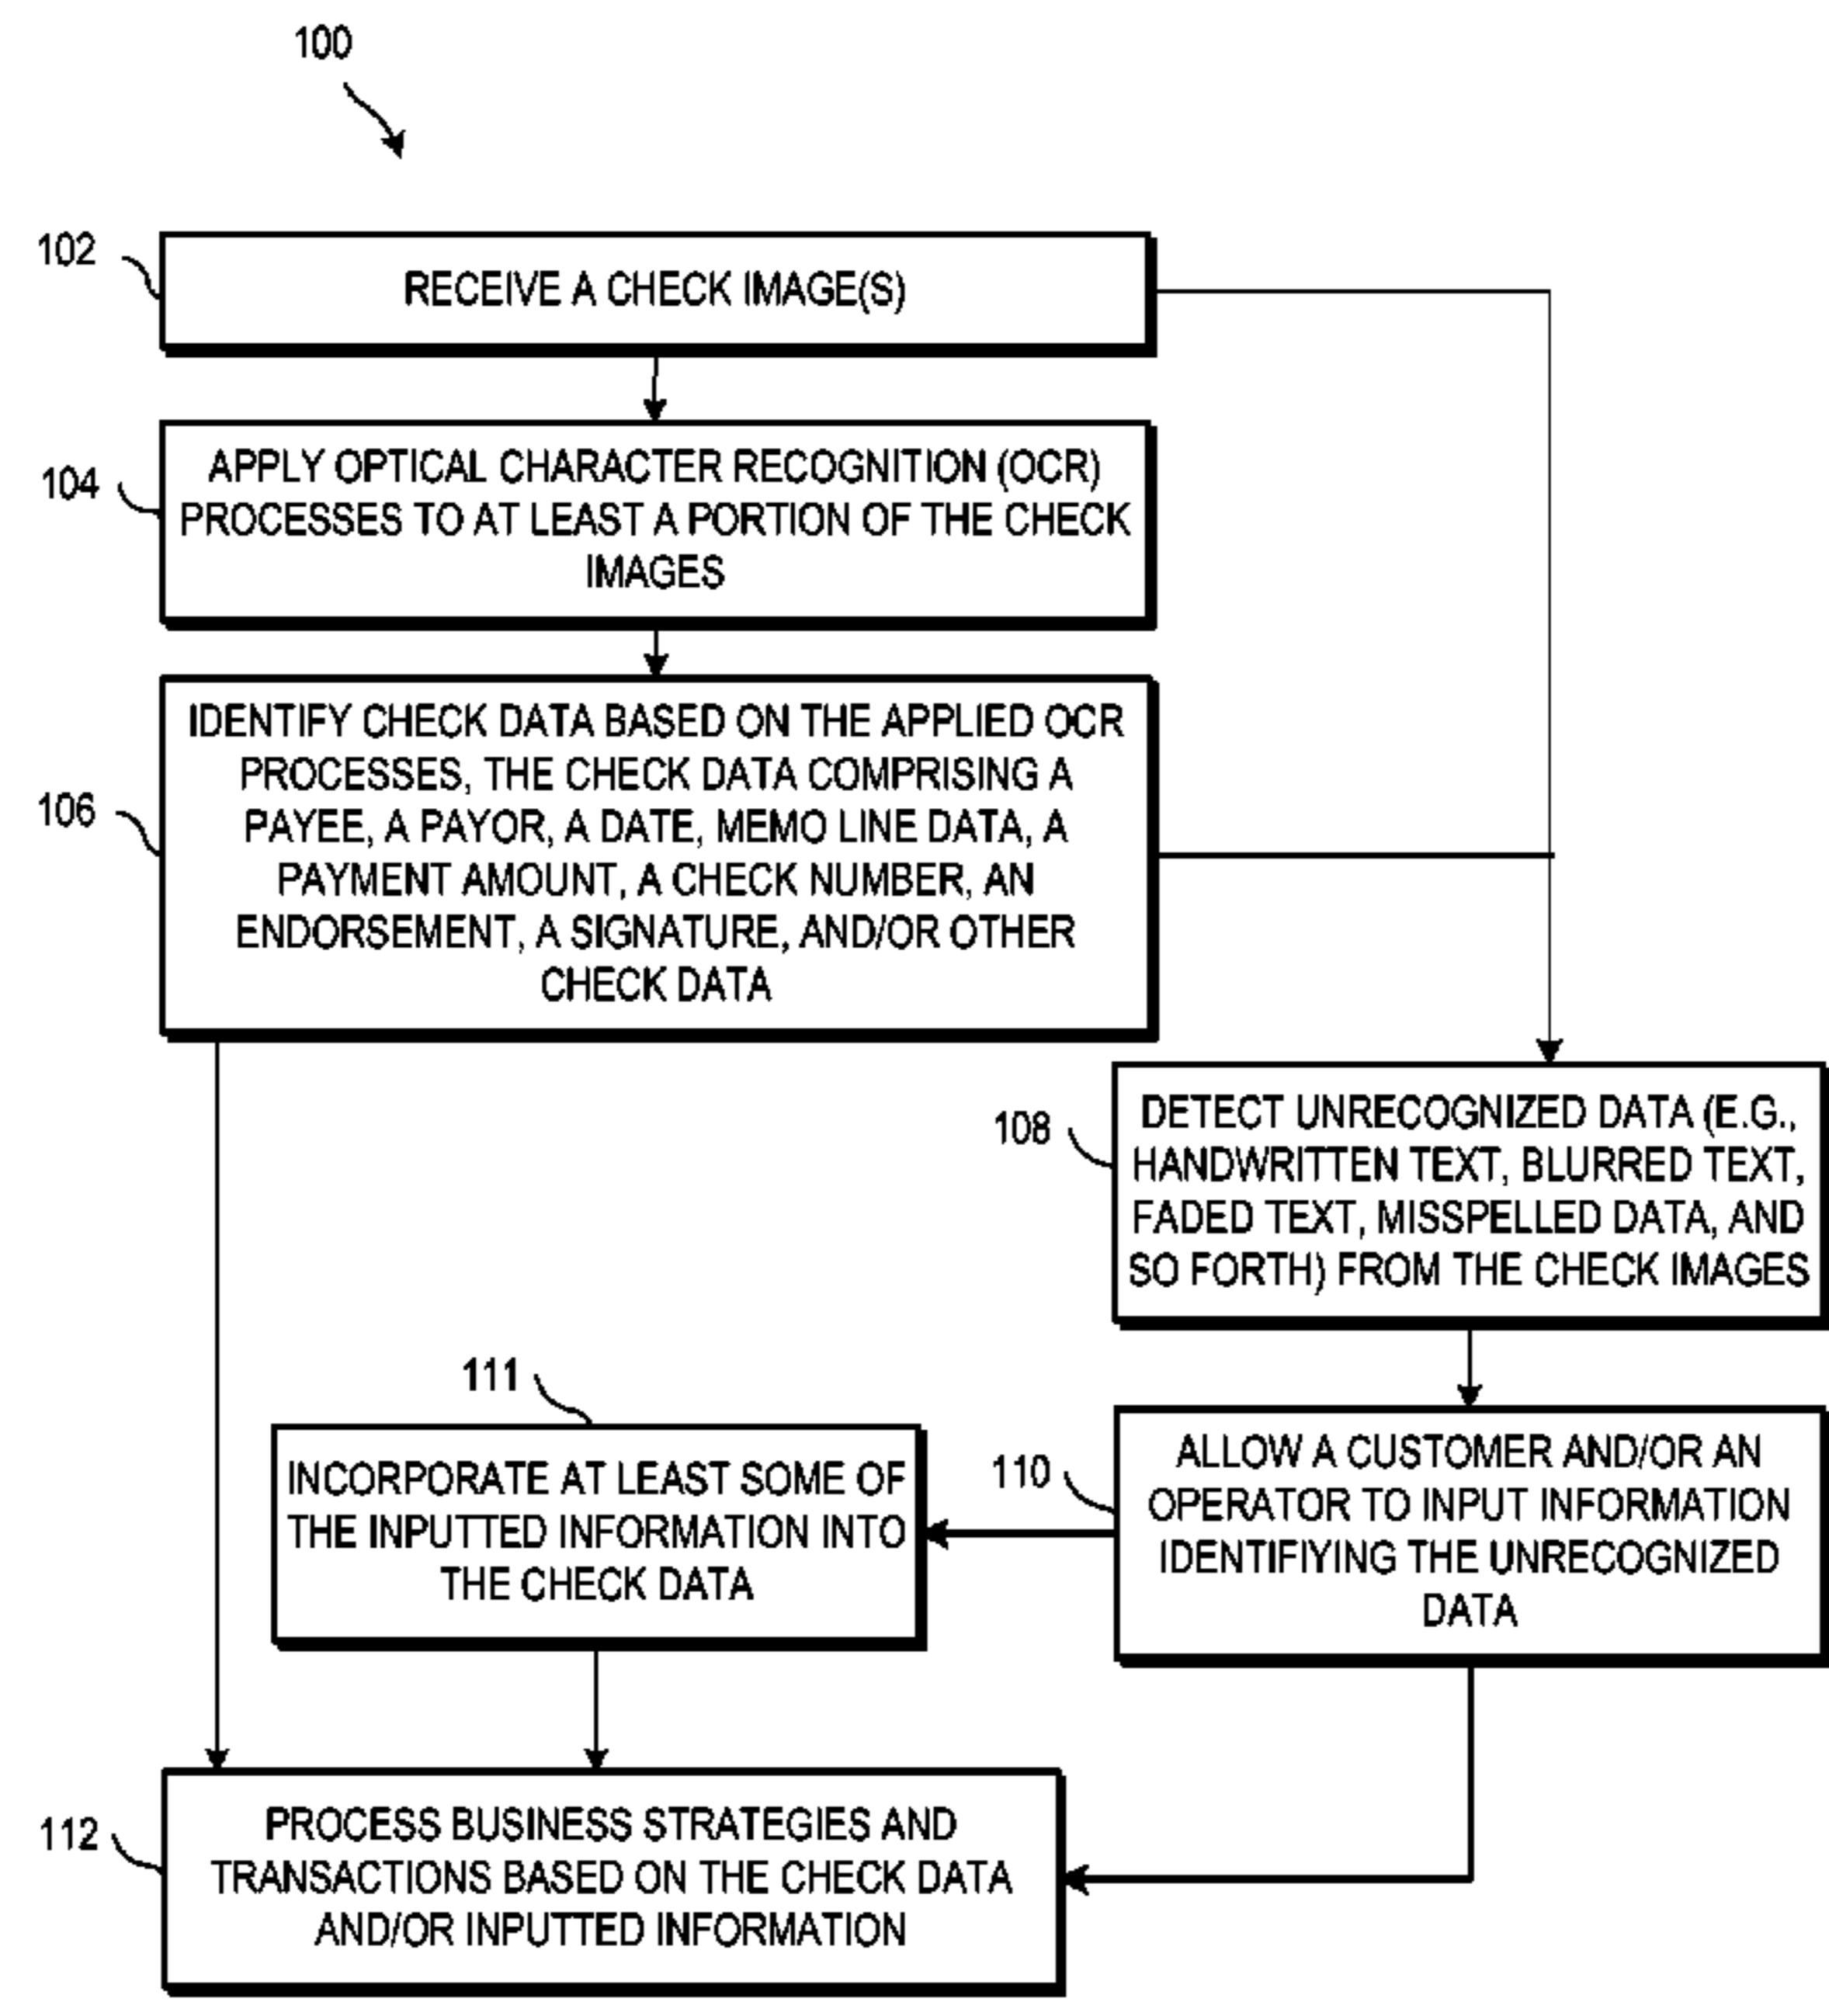 100
102
RECEIVE A CHECK IMAGE(S)
104
APPLY OPTICAL CHARACTER RECOGNITION (OCR)
PROCESSES TO AT LEAST A PORTION OF THE CHECK
IMAGES
106
IDENTIFY CHECK DATA BASED ON THE APPLIED OCR
PROCESSES, THE CHECK DATA COMPRISING A
PAYEE, A PAYOR, A DATE, MEMO LINE DATA, A
PAYMENT AMOUNT, A CHECK NUMBER, AN
ENDORSEMENT, A SIGNATURE, AND/OR OTHER
CHECK DATA
108
DETECT UNRECOGNIZED DATA (E.G.,
HANDWRITTEN TEXT, BLURRED TEXT,
FADED TEXT, MISSPELLED DATA, AND
SO FORTH) FROM THE CHECK IMAGES
110
ALLOW A CUSTOMER AND/OR AN
OPERATOR TO INPUT INFORMATION
IDENTIFIYING THE UNRECOGNIZED
DATA
111
INCORPORATE AT LEAST SOME OF
THE INPUTTED INFORMATION INTO
THE CHECK DATA
112
PROCESS BUSINESS STRATEGIES AND
TRANSACTIONS BASED ON THE CHECK DATA
AND/OR INPUTTED INFORMATION